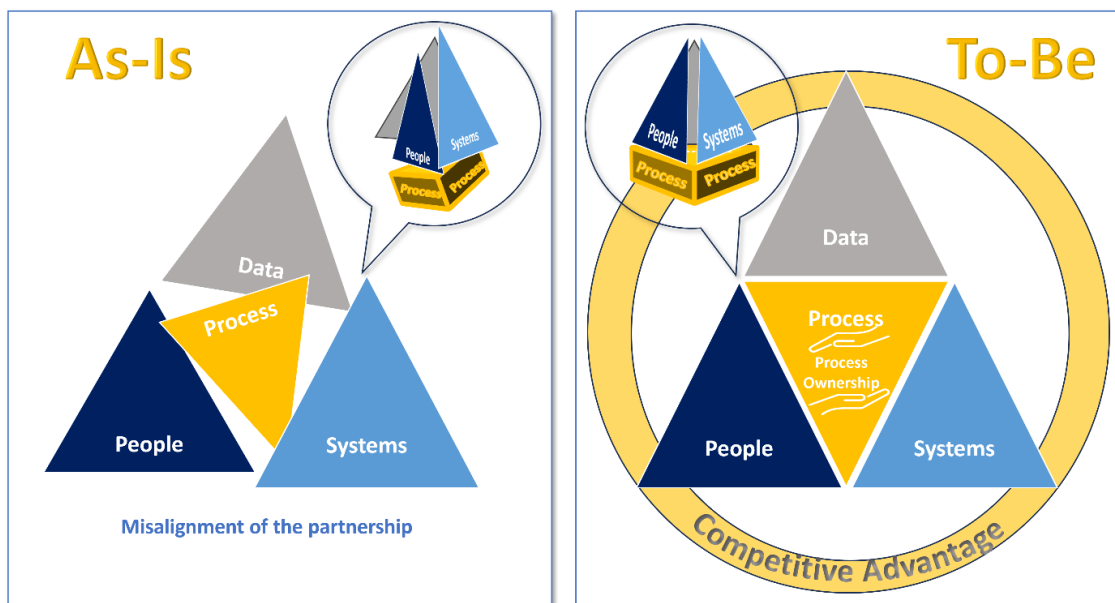 As-Is
Systems
People
Process
Process
Data
Process
People
Systems
Misalignment of the partnership
To-Be
People
Systems
Process
Process
Data
Process
Process
Ownership
People
Systems
Competitive Advantage